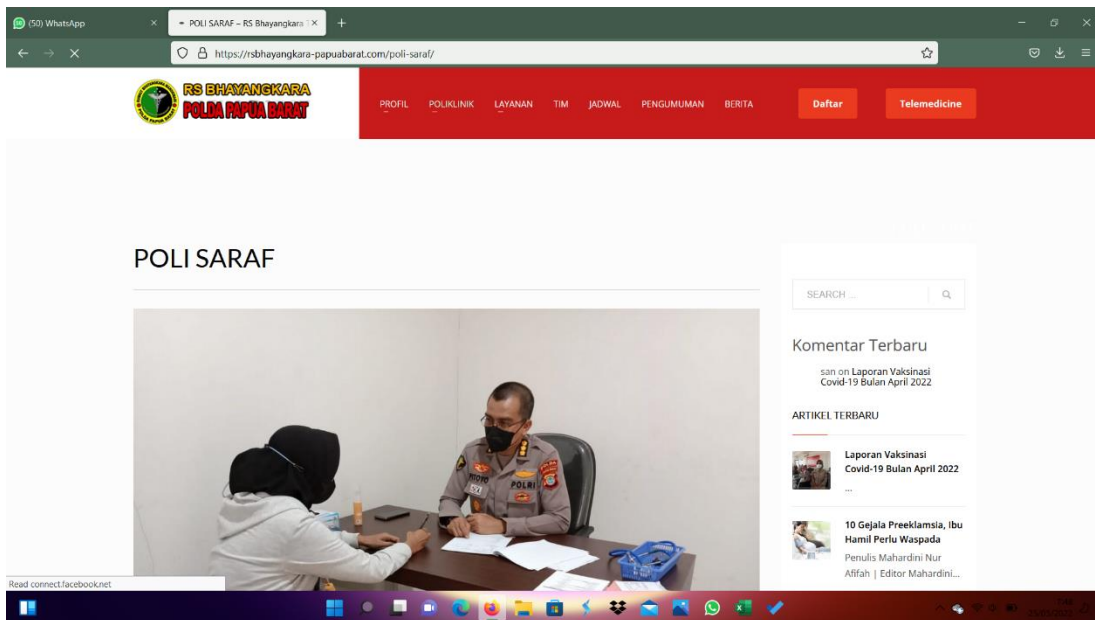 (50) WhatsApp
POLI SARAF – RS Bhayangkara T
https://rsbhayangkara-papuabarat.com/poli-saraf/
RS BHAYANGKARA
POLDA PAPUA BARAT
PROFIL POLIKLINIK LAYANAN TIM JADWAL PENGUMUMAN BERITA
Daftar Telemedicine
POLI SARAF
SEARCH ...
Komentar Terbaru
san on Laporan Vaksinasi
Covid-19 Bulan April 2022
ARTIKEL TERBARU
Laporan Vaksinasi
Covid-19 Bulan April 2022
...
10 Gejala Preeklamsia, Ibu
Hamil Perlu Waspada
Penulis Mahardini Nur
Afifah | Editor Mahardini...
POLRI
Read connect.facebook.net
25/05/2022